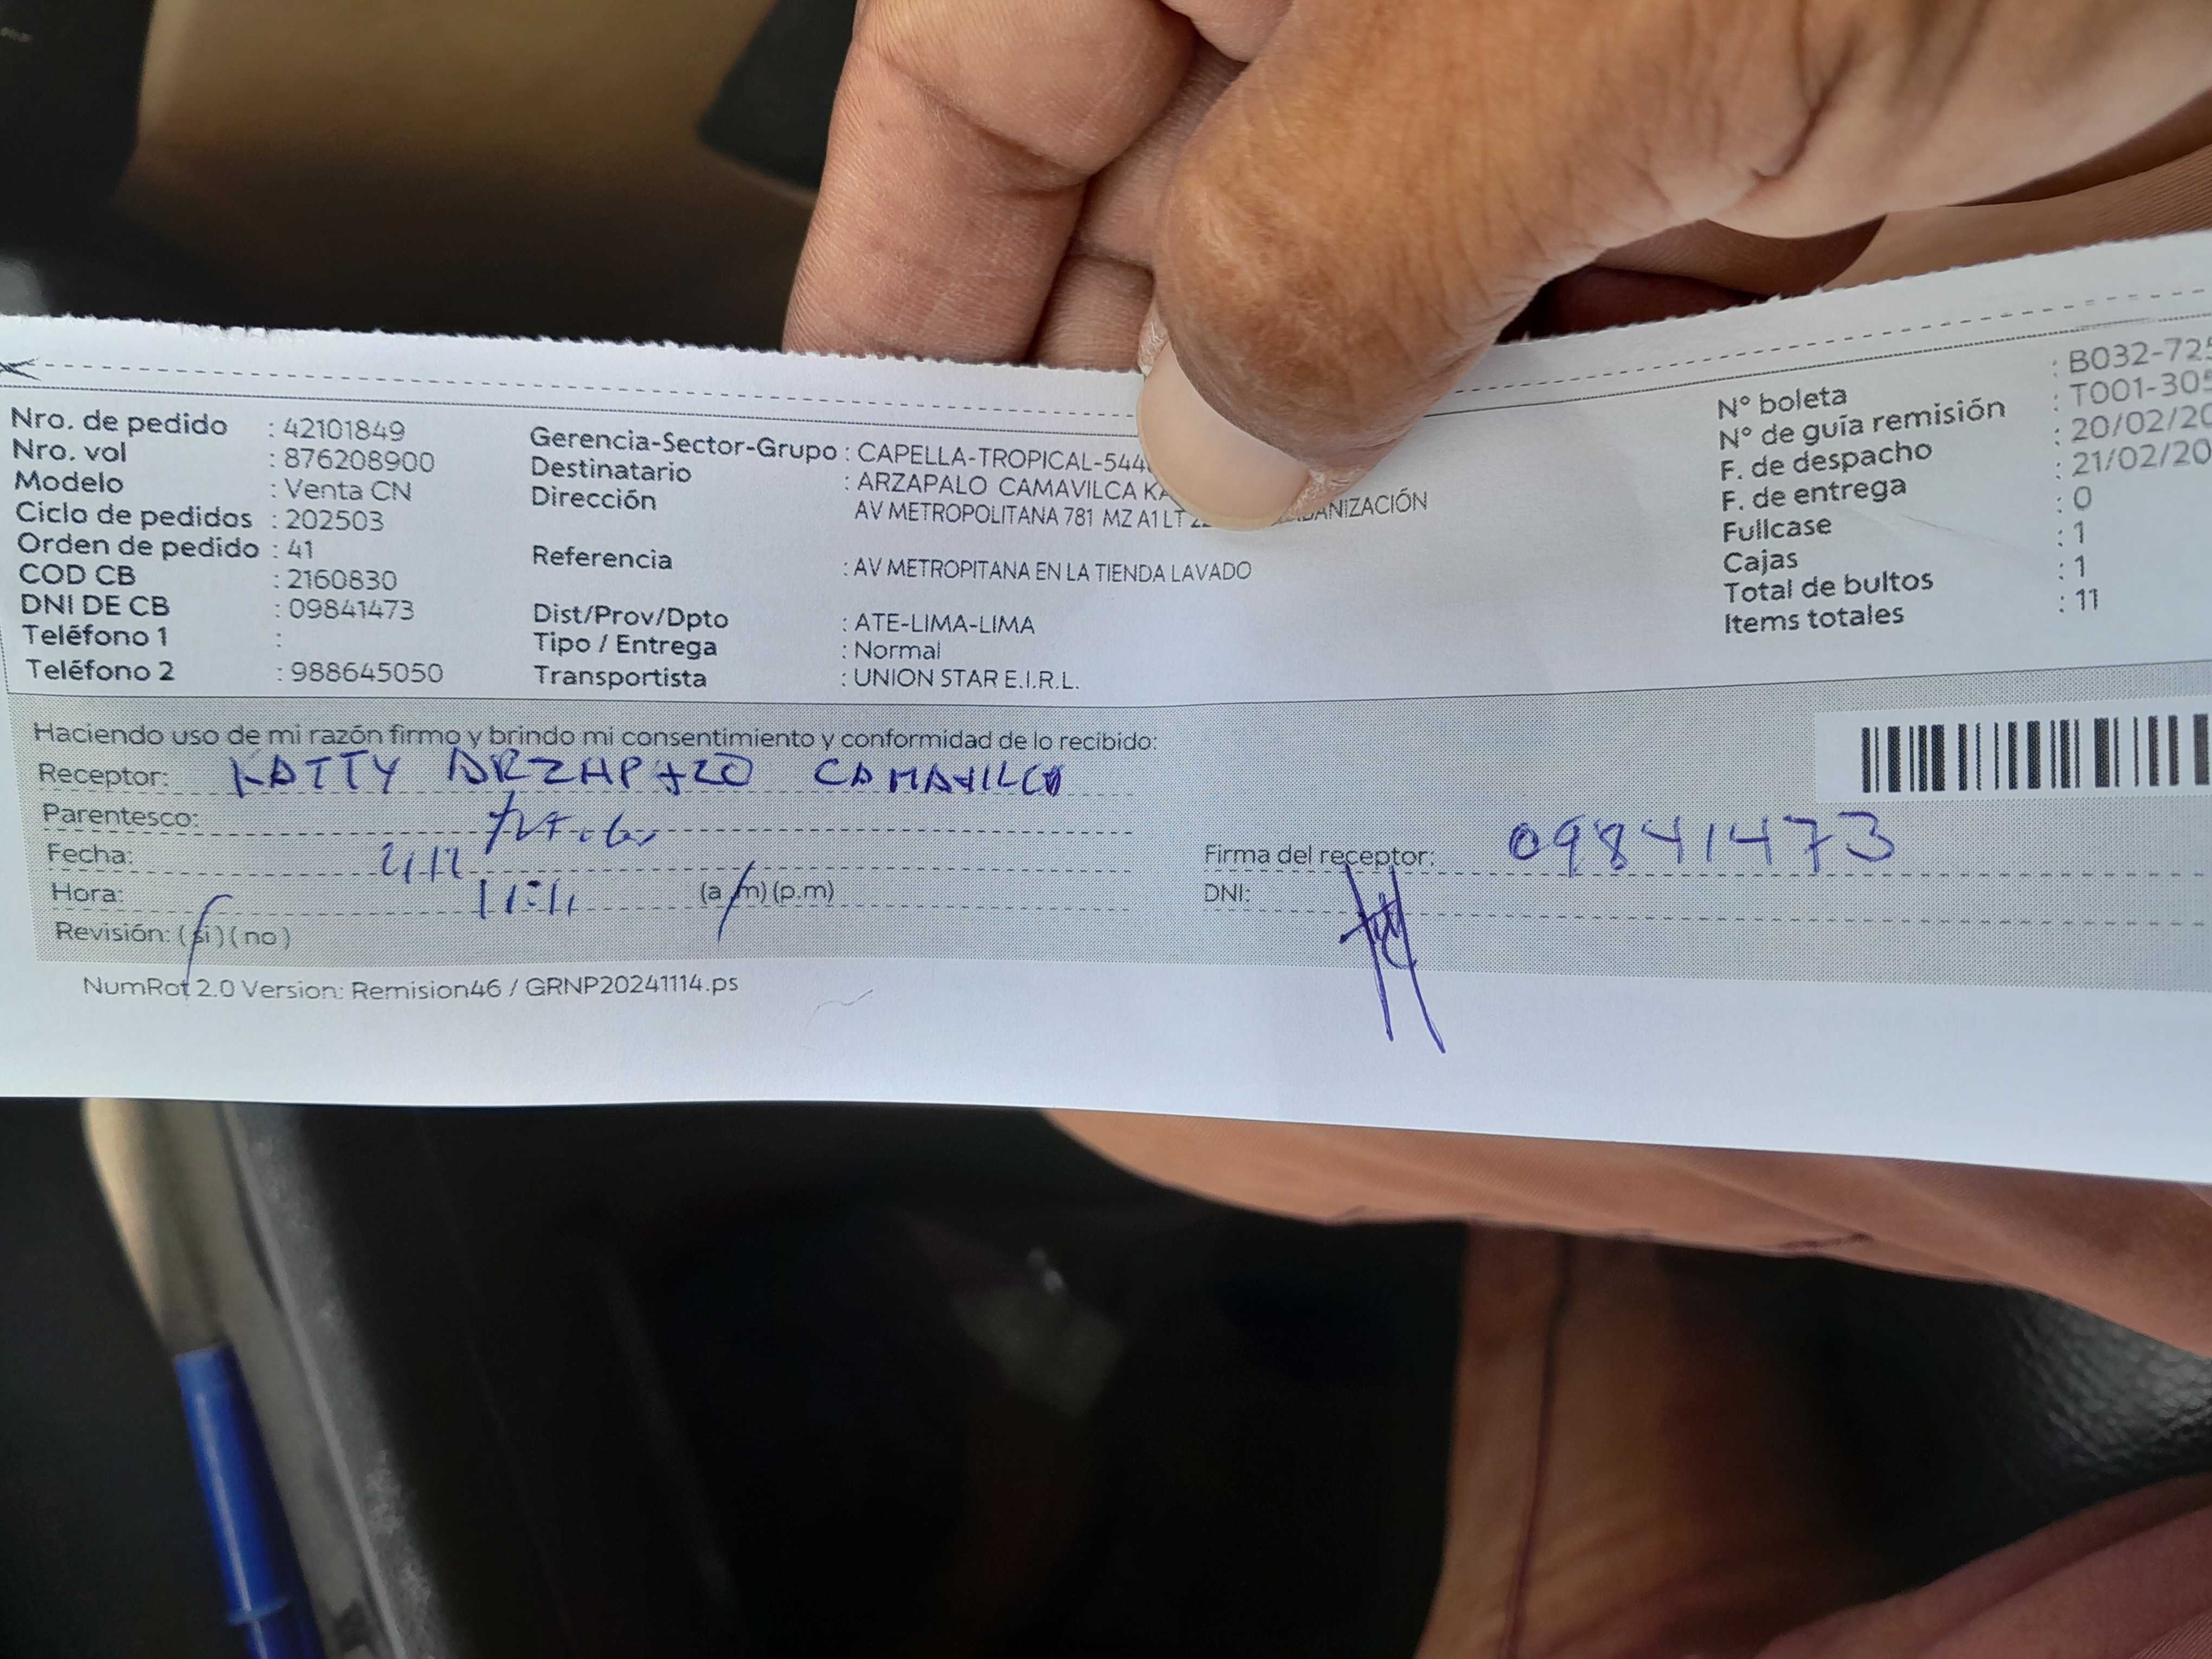 Nro. de pedido : 42101849
Nro. vol : 876208900
Modelo : Venta CN
Ciclo de pedidos : 202503
Orden de pedido : 41
COD CB : 2160830
DNI DE CB : 09841473
Teléfono 1 :
Teléfono 2 : 988645050
Gerencia-Sector-Grupo : CAPELLA-TROPICAL-544
Destinatario : ARZAPALO CAMAVILCA KA
Dirección AV METROPOLITANA 781 MZ A1 LT
Referencia : AV METROPITANA EN LA TIENDA LAVADO
Dist/Prov/Dpto : ATE-LIMA-LIMA
Tipo / Entrega : Normal
Transportista : UNION STAR E.I.R.L.
N° boleta : B032-725
N° de guía remisión : T001-305
F. de despacho : 20/02/20
F. de entrega : 21/02/20
Fullcase : 0
Cajas : 1
Total de bultos : 1
Items totales : 11
Haciendo uso de mi razón firmo y brindo mi consentimiento y conformidad de lo recibido:
Receptor: KATTY ARZAPALO CAMAVILCA
Parentesco:
Fecha:
Hora: 11:11 (a.m) (p.m)
Revisión: (si) (no)
Firma del receptor: 09841473
DNI:
NumRot 2.0 Version: Remision46 / GRNP20241114.ps